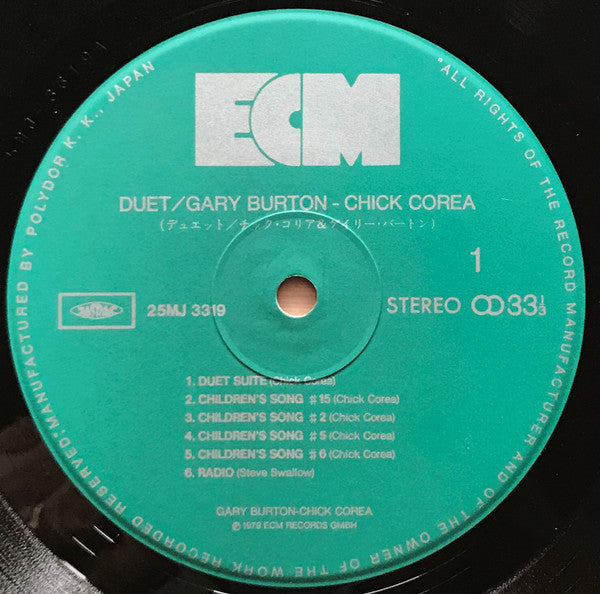 ECM
DUET/GARY BURTON - CHICK COREA
(デュエット/チック・コリア&ゲイリー・バートン)
1
25MJ 3319
STEREO 33 1/3
1. DUET SUITE (Chick Corea)
2. CHILDREN'S SONG #15 (Chick Corea)
3. CHILDREN'S SONG #2 (Chick Corea)
4. CHILDREN'S SONG #5 (Chick Corea)
5. CHILDREN'S SONG #6 (Chick Corea)
6. RADIO (Steve Swallow)
GARY BURTON-CHICK COREA
℗ 1979 ECM RECORDS GMBH
"ALL RIGHTS OF THE RECORD MANUFACTURER AND OF THE OWNER OF THE WORK RECORDED RESERVED: MANUFACTURED BY POLYDOR K. K., JAPAN